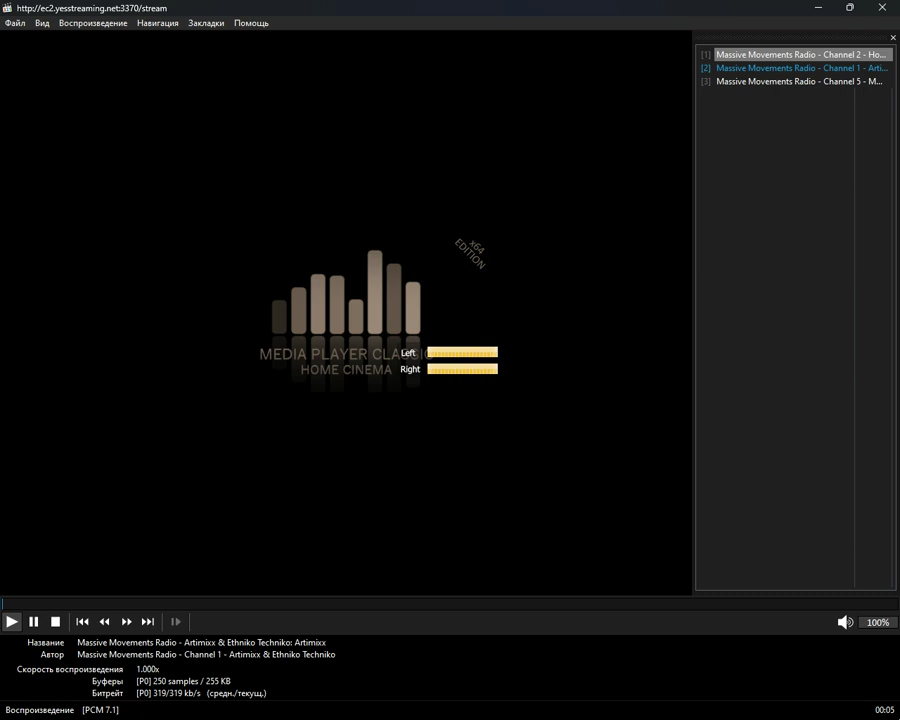 http://ec2.yesstreaming.net:3370/stream
Файл Вид Воспроизведение Навигация Закладки Помощь
[1] Massive Movements Radio - Channel 2 - Ho...
[2] Massive Movements Radio - Channel 1 - Arti...
[3] Massive Movements Radio - Channel 5 - M...
x64
EDITION
MEDIA PLAYER CLASSIC
HOME CINEMA
Left
Right
100%
Название Massive Movements Radio - Artimixx & Ethniko Techniko: Artimixx
Автор Massive Movements Radio - Channel 1 - Artimixx & Ethniko Techniko
Скорость воспроизведения 1.000x
Буферы [P0] 250 samples / 255 KB
Битрейт [P0] 319/319 kb/s (средн./текущ.)
Воспроизведение [PCM 7.1] 00:05